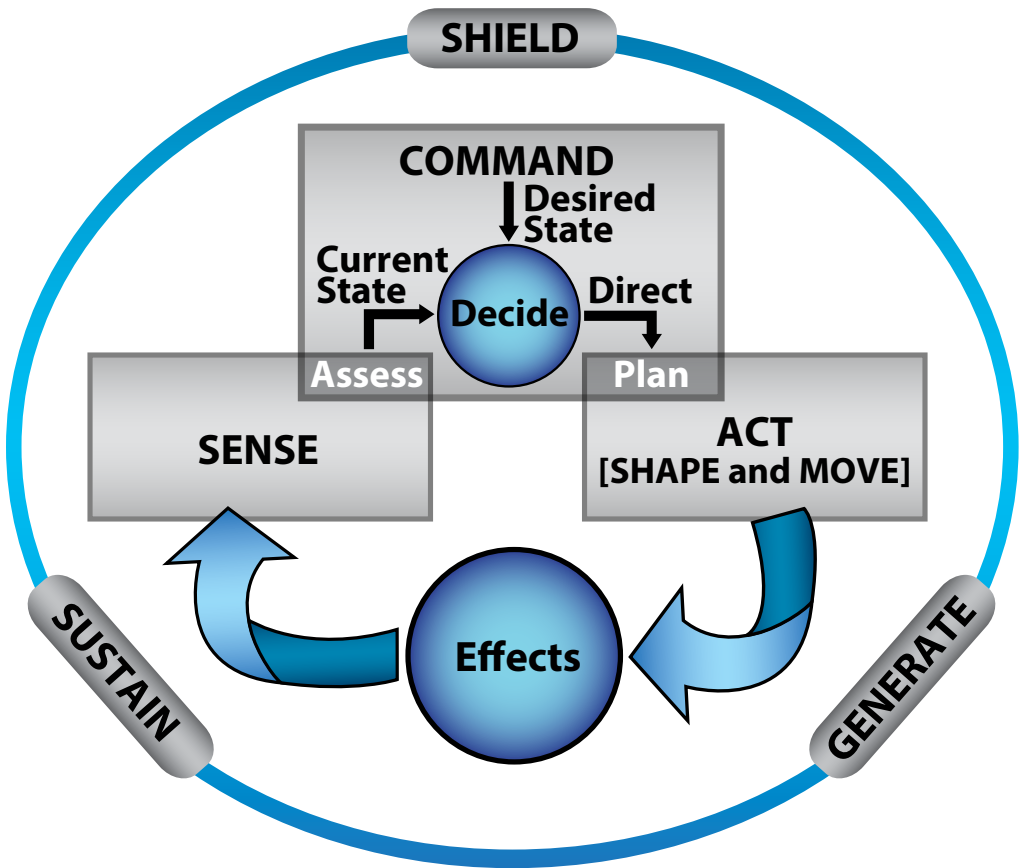 SHIELD
COMMAND
Desired
State
Current
State
Decide
Direct
Assess
Plan
SENSE
ACT
[SHAPE and MOVE]
Effects
SUSTAIN
GENERATE